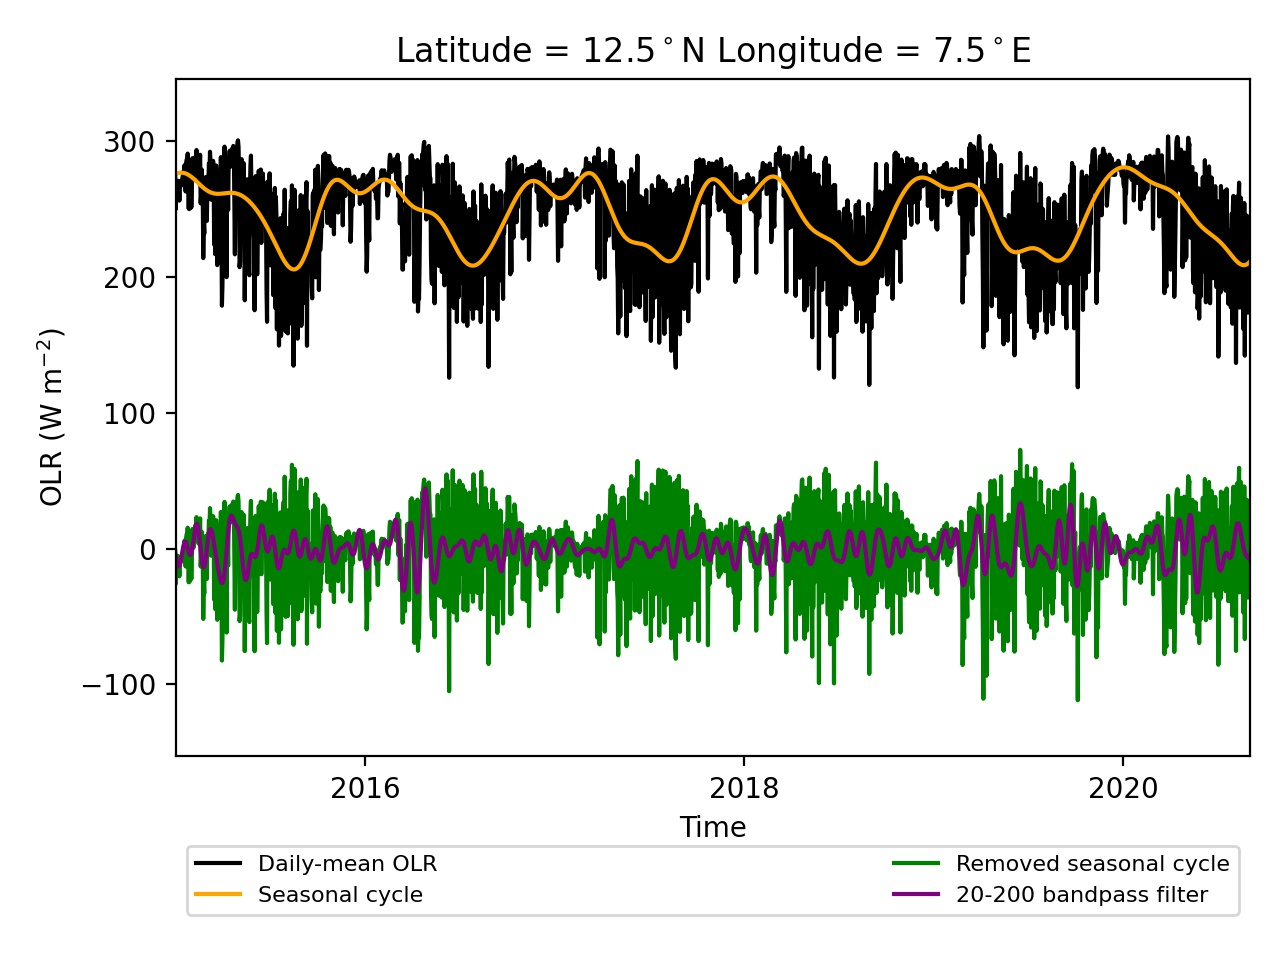 Latitude = 12.5°N Longitude = 7.5°E
300
200
100
0
−100
OLR (W m⁻²)
2016 2018 2020
Time
Daily-mean OLR
Seasonal cycle
Removed seasonal cycle
20-200 bandpass filter